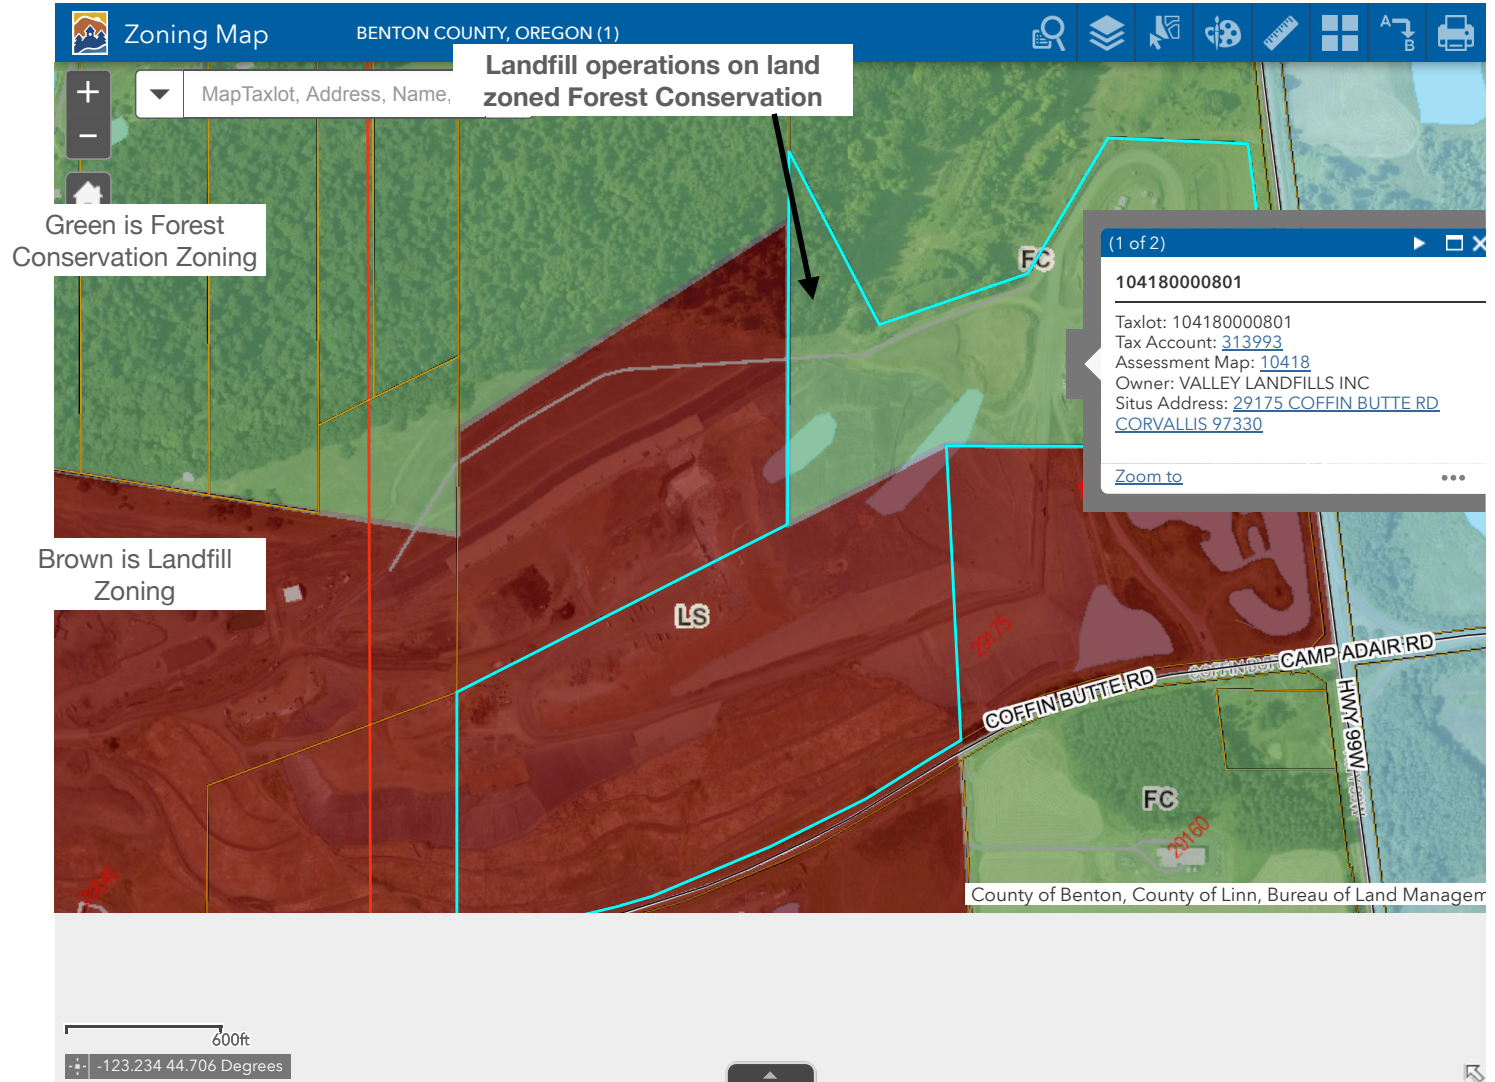 Zoning Map
BENTON COUNTY, OREGON (1)
A
B
Landfill operations on land
zoned Forest Conservation
+
MapTaxlot, Address, Name,
−
Green is Forest
Conservation Zoning
FC
(1 of 2)
104180000801
Taxlot: 104180000801
Tax Account: 313993
Assessment Map: 10418
Owner: VALLEY LANDFILLS INC
Situs Address: 29175 COFFIN BUTTE RD
CORVALLIS 97330
Zoom to
Brown is Landfill
Zoning
LS
29175
CAMP ADAIR RD
COFFIN BUTTE RD
HWY 99W
FC
29160
County of Benton, County of Linn, Bureau of Land Managem
600ft
-123.234 44.706 Degrees